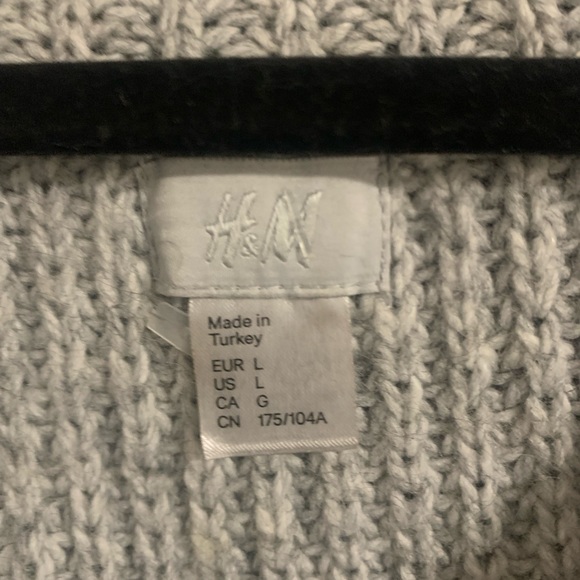 H&M
Made in
Turkey
EUR L
US L
CA G
CN 175/104A